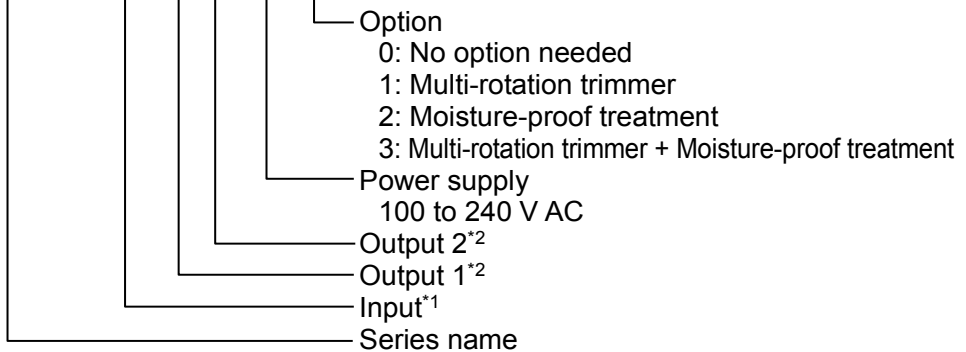 Option
0: No option needed
1: Multi-rotation trimmer
2: Moisture-proof treatment
3: Multi-rotation trimmer + Moisture-proof treatment
Power supply
100 to 240 V AC
Output 2*2
Output 1*2
Input*1
Series name